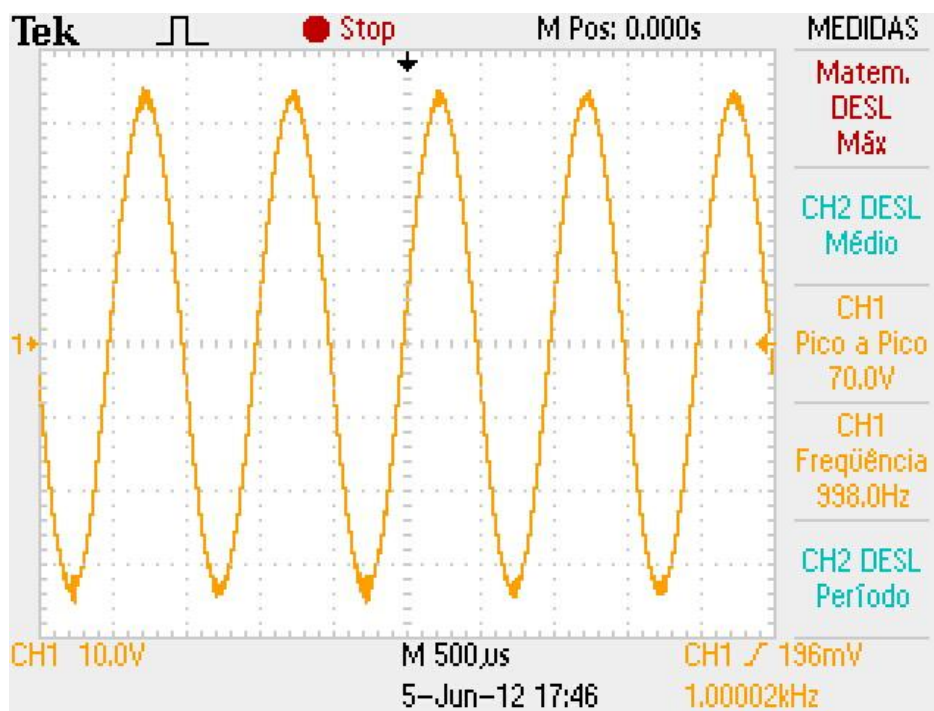 Tek Stop M Pos: 0.000s MEDIDAS
Matem.
DESL
Máx
CH2 DESL
Médio
1
CH1
Pico a Pico
70.0V
CH1
Freqüência
998.0Hz
CH2 DESL
Período
CH1 10.0V M 500µs CH1 196mV
5-Jun-12 17:46 1.00002kHz